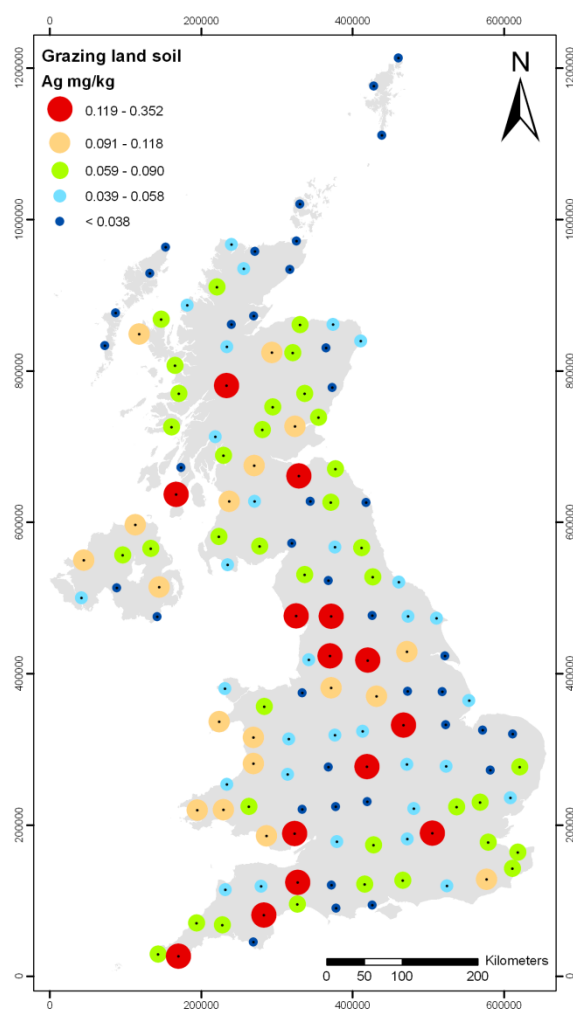 0 200000 400000 600000
Grazing land soil
Ag mg/kg
0.119 - 0.352
0.091 - 0.118
0.059 - 0.090
0.039 - 0.058
< 0.038
N
1200000 1200000
1000000 1000000
800000 800000
600000 600000
400000 400000
200000 200000
0 0
Kilometers
0 50 100 200
0 200000 400000 600000